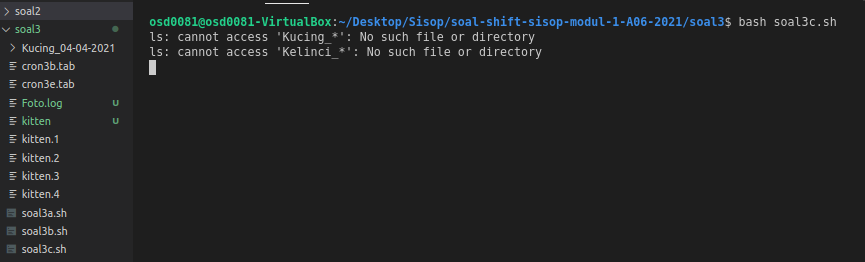 soal2
soal3
Kucing_04-04-2021
cron3b.tab
cron3e.tab
Foto.log U
kitten U
kitten.1
kitten.2
kitten.3
kitten.4
soal3a.sh
soal3b.sh
soal3c.sh
osd0081@osd0081-VirtualBox:~/Desktop/Sisop/soal-shift-sisop-modul-1-A06-2021/soal3$ bash soal3c.sh
ls: cannot access 'Kucing_*': No such file or directory
ls: cannot access 'Kelinci_*': No such file or directory